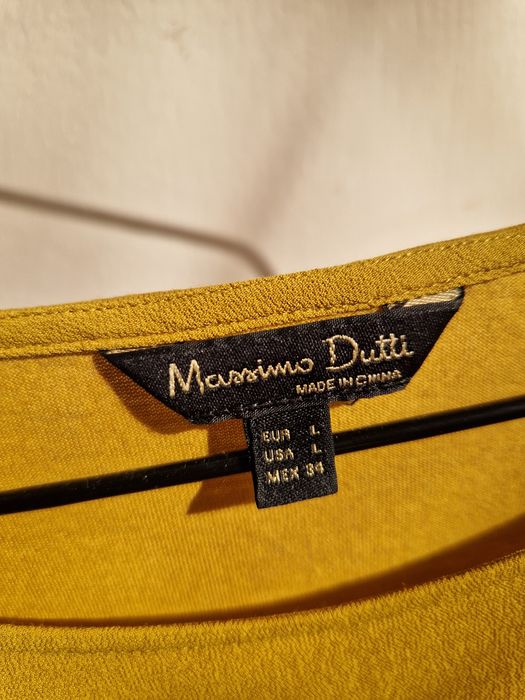 Massimo Dutti
MADE IN CHINA
EUR L
USA L
MEX 34